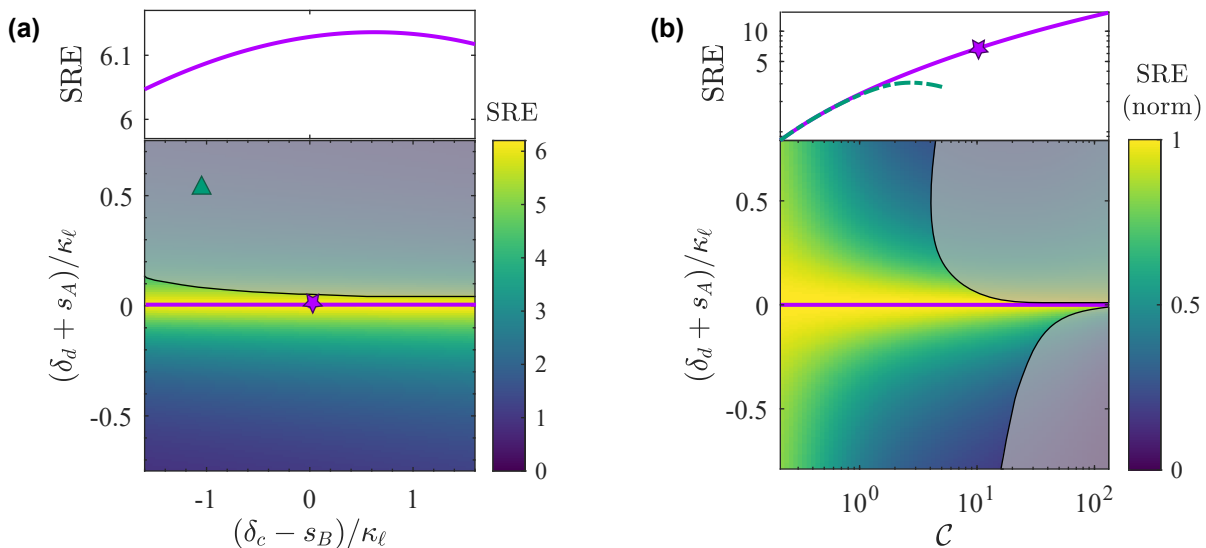 (a)
SRE
6.1
6
SRE
(δ_d + s_A)/κ_ℓ
0.5
0
-0.5
6
5
4
3
2
1
0
-1
0
1
(δ_c − s_B)/κ_ℓ
(b)
SRE
10
5
SRE
(norm)
(δ_d + s_A)/κ_ℓ
0.5
0
-0.5
1
0.5
0
10^0
10^1
10^2
𝒞